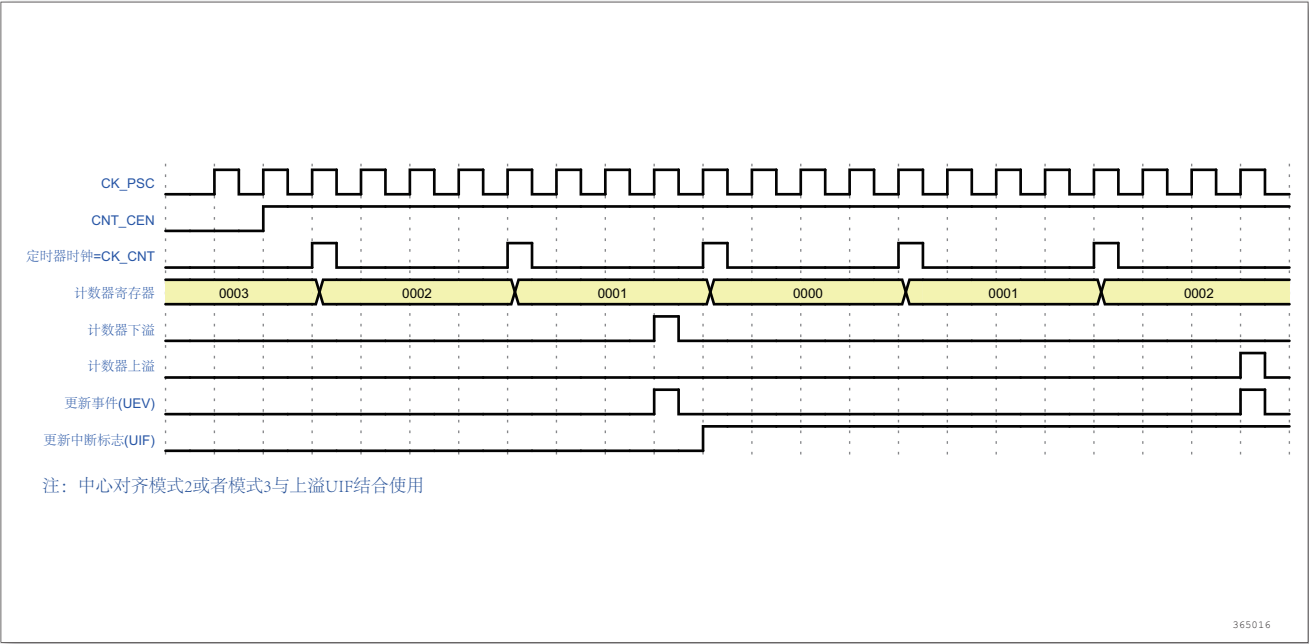 CK_PSC
CNT_CEN
定时器时钟=CK_CNT
计数器寄存器 0003 0002 0001 0000 0001 0002
计数器下溢
计数器上溢
更新事件(UEV)
更新中断标志(UIF)
注：中心对齐模式2或者模式3与上溢UIF结合使用
365016